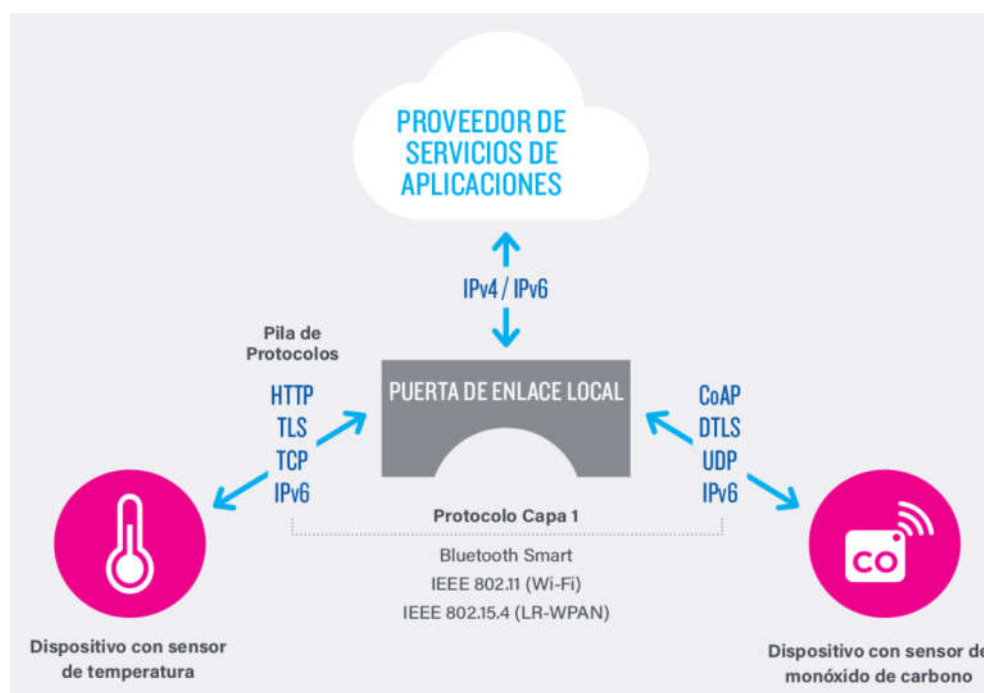 PROVEEDOR DE
SERVICIOS DE
APLICACIONES
IPv4 / IPv6
Pila de
Protocolos
HTTP
TLS
TCP
IPv6
PUERTA DE ENLACE LOCAL
CoAP
DTLS
UDP
IPv6
Protocolo Capa 1
Bluetooth Smart
IEEE 802.11 (Wi-Fi)
IEEE 802.15.4 (LR-WPAN)
CO
Dispositivo con sensor
de temperatura
Dispositivo con sensor de
monóxido de carbono